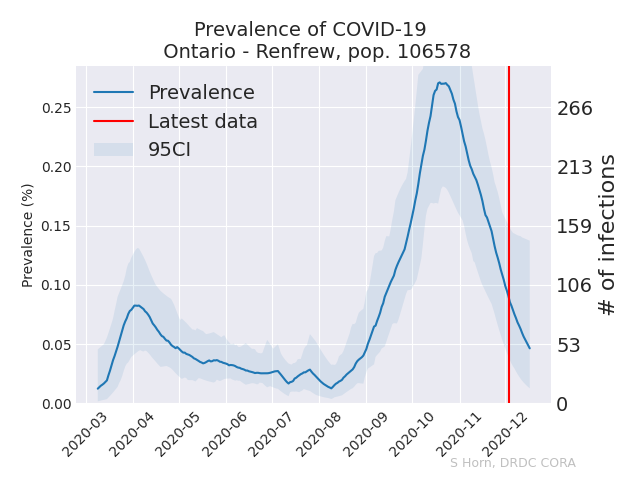 Prevalence of COVID-19
Ontario - Renfrew, pop. 106578
Prevalence
Latest data
95CI
Prevalence (%)
0.25
0.20
0.15
0.10
0.05
0.00
266
213
159
106
53
0
# of infections
2020-03
2020-04
2020-05
2020-06
2020-07
2020-08
2020-09
2020-10
2020-11
2020-12
S Horn, DRDC CORA